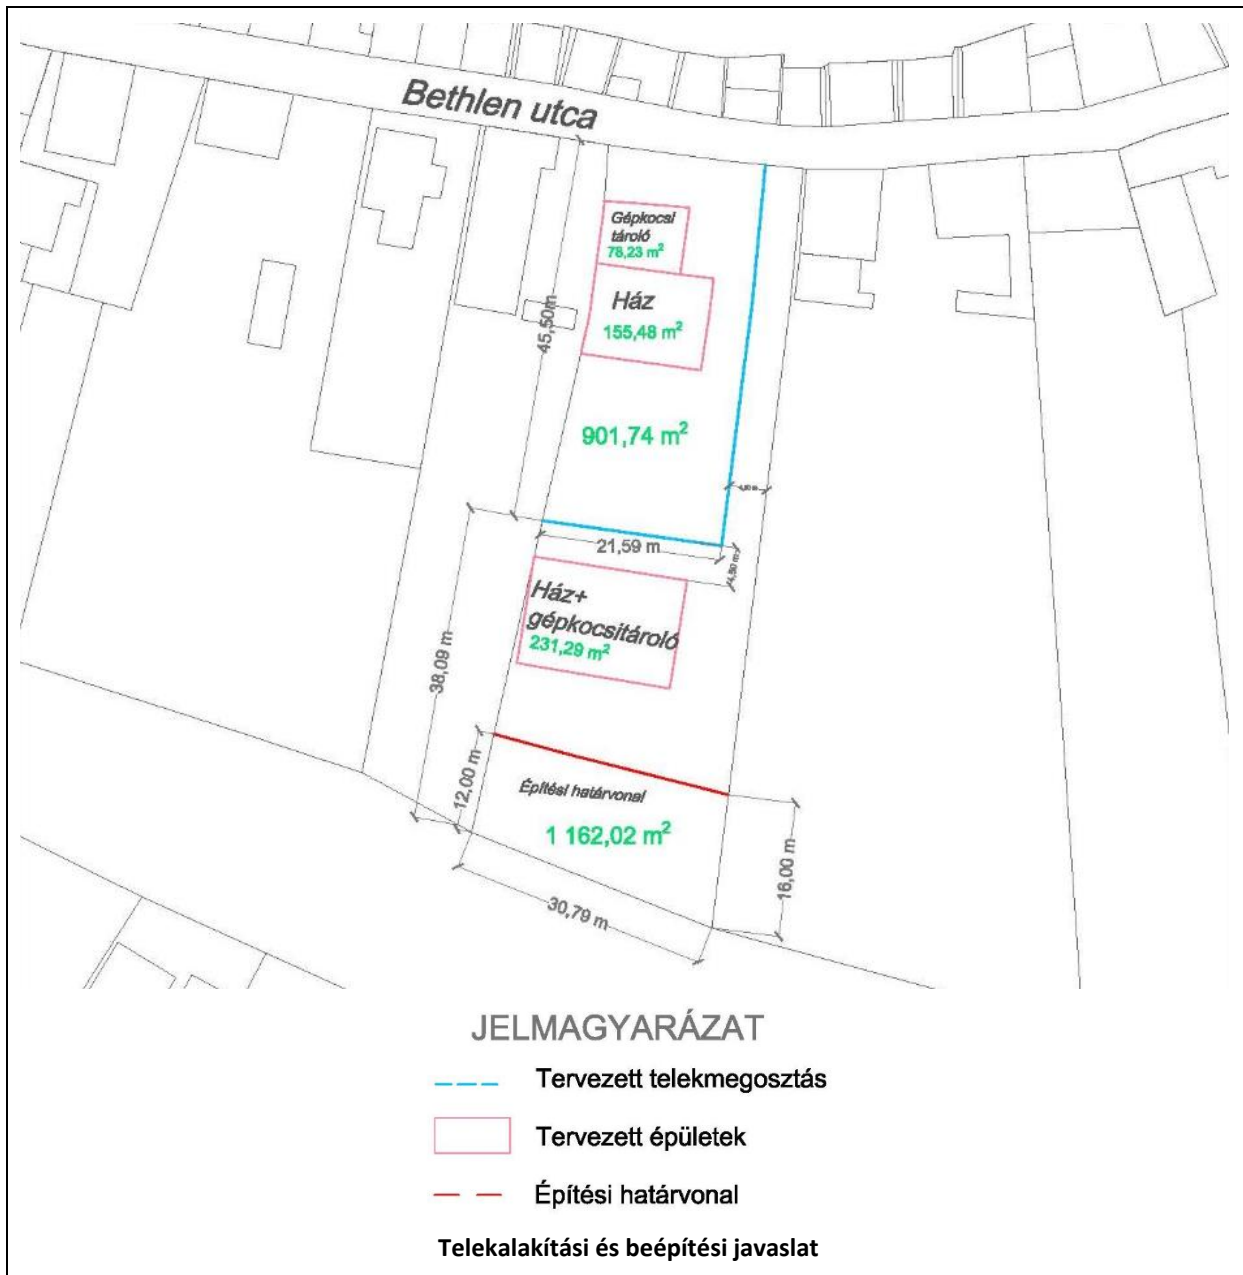 Bethlen utca
Gépkocsi
tároló
78,23 m²
Ház
155,48 m²
45,50m
901,74 m²
21,59 m
4,50 m
Ház+
gépkocsitároló
231,29 m²
38,09 m
12,00 m
Építési határvonal
1 162,02 m²
16,00 m
30,79 m
JELMAGYARÁZAT
Tervezett telekmegosztás
Tervezett épületek
Építési határvonal
Telekalakítási és beépítési javaslat